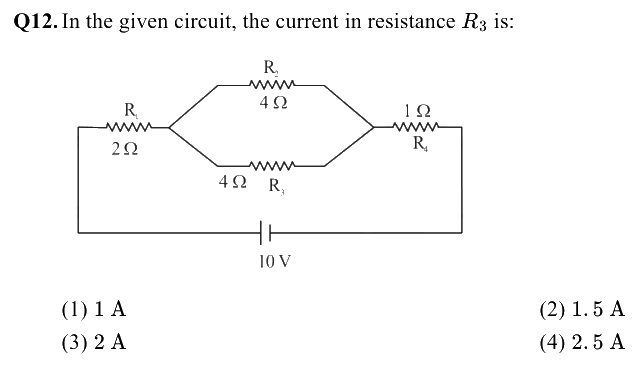 Q12. In the given circuit, the current in resistance R₃ is:
R₂
4 Ω
R₁
2 Ω
1 Ω
R₄
4 Ω R₃
10 V
(1) 1 A (2) 1.5 A
(3) 2 A (4) 2.5 A